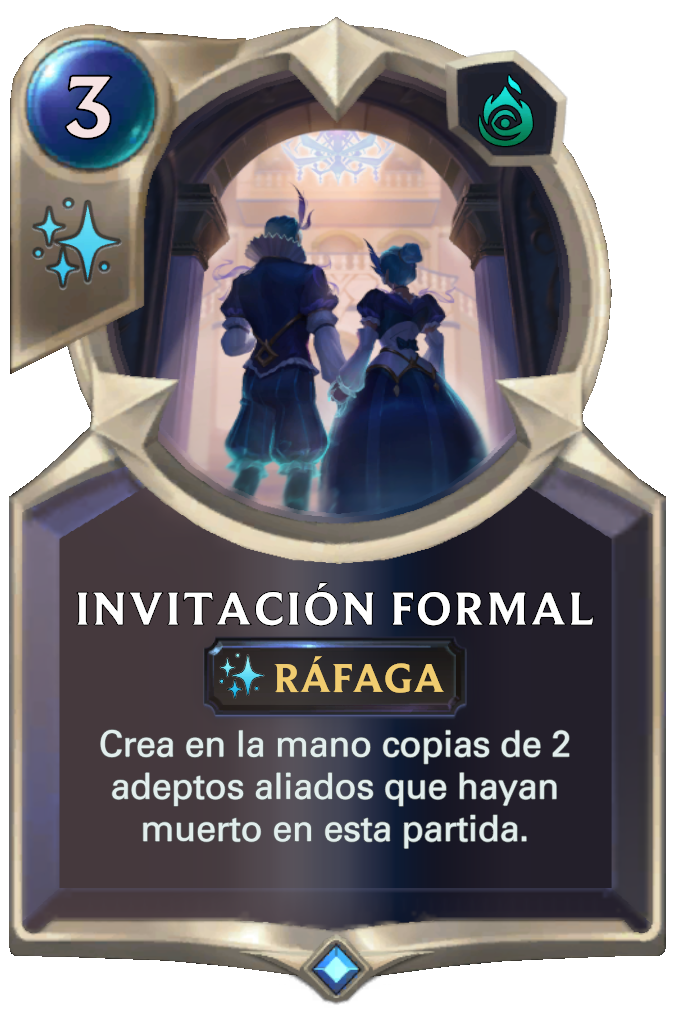 3
INVITACIÓN FORMAL
RÁFAGA
Crea en la mano copias de 2
adeptos aliados que hayan
muerto en esta partida.